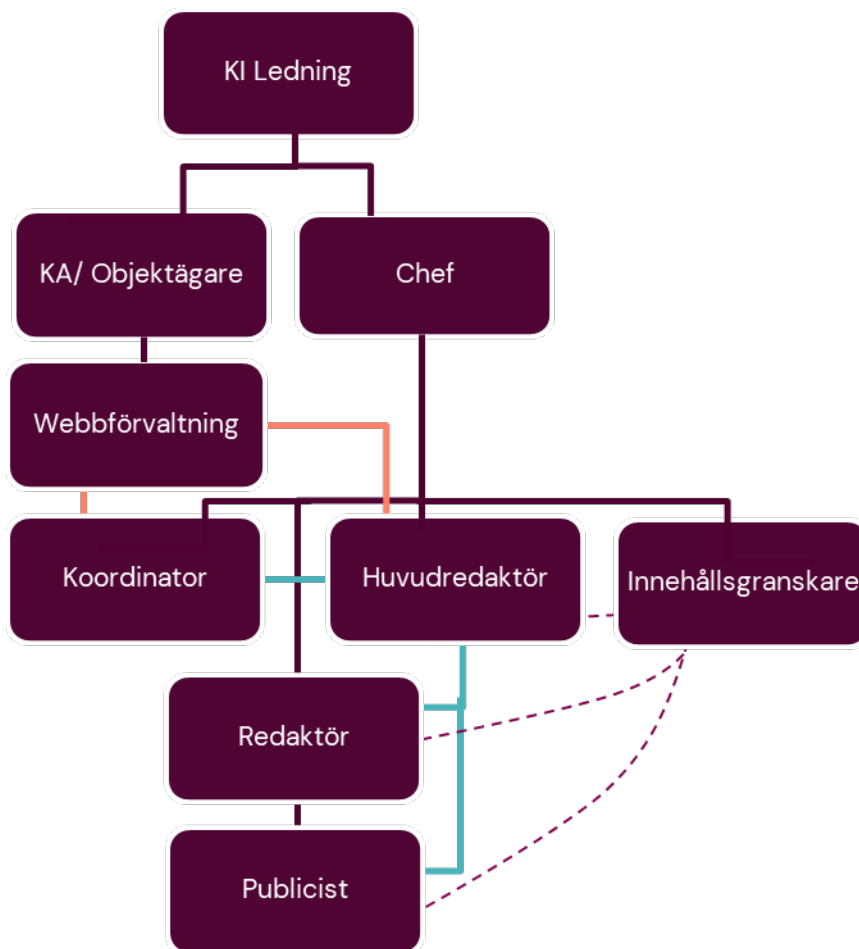 KI Ledning
KA/ Objektägare
Chef
Webbförvaltning
Koordinator
Huvudredaktör
Innehållsgranskare
Redaktör
Publicist